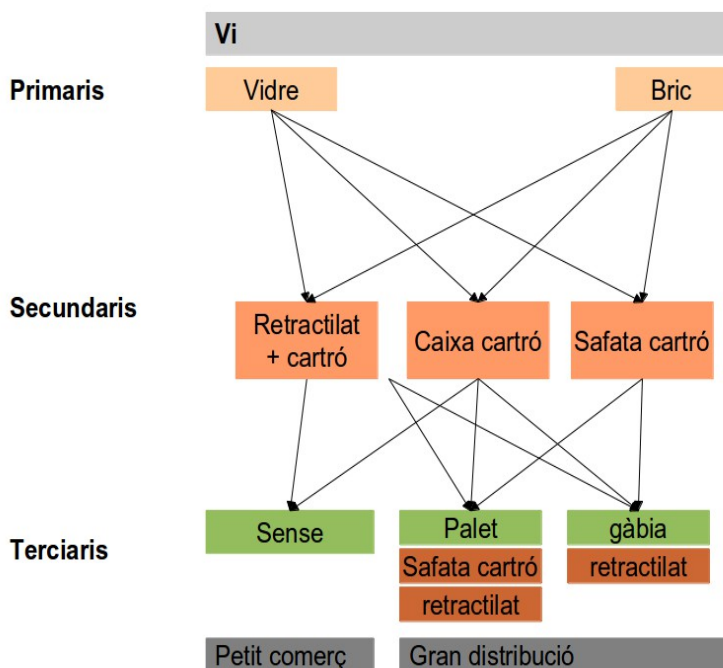 Vi
Primaris
Vidre
Bric
Secundaris
Retractilat
+ cartró
Caixa cartró
Safata cartró
Terciaris
Sense
Palet
gàbia
Safata cartró
retractilat
retractilat
Petit comerç
Gran distribució